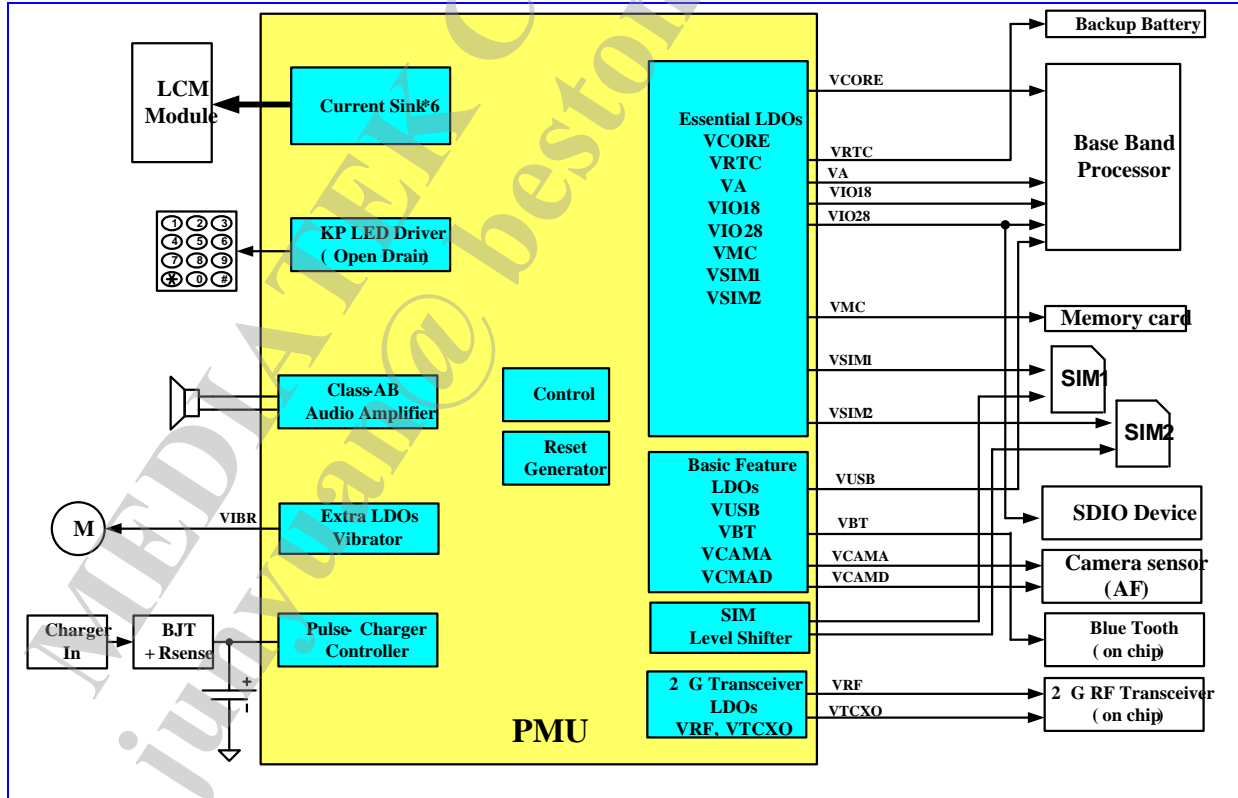 LCM
Module
Current Sink*6
1 2 3
4 5 6
7 8 9
* 0 #
KP LED Driver
( Open Drain)
Class-AB
Audio Amplifier
M
VIBR
Extra LDOs
Vibrator
Charger
In
BJT
+ Rsense
+
-
Pulse- Charger
Controller
Control
Reset
Generator
PMU
Essential LDOs
VCORE
VRTC
VA
VIO18
VIO28
VMC
VSIM1
VSIM2
Basic Feature
LDOs
VUSB
VBT
VCAMA
VCMAD
SIM
Level Shifter
2 G Transceiver
LDOs
VRF, VTCXO
VCORE
VRTC
VA
VIO18
VIO28
VMC
VSIM1
VSIM2
VUSB
VBT
VCAMA
VCAMD
VRF
VTCXO
Backup Battery
Base Band
Processor
Memory card
SIM1
SIM2
SDIO Device
Camera sensor
(AF)
Blue Tooth
( on chip)
2 G RF Transceiver
( on chip)
MEDIATEK C
junyuan@ beston